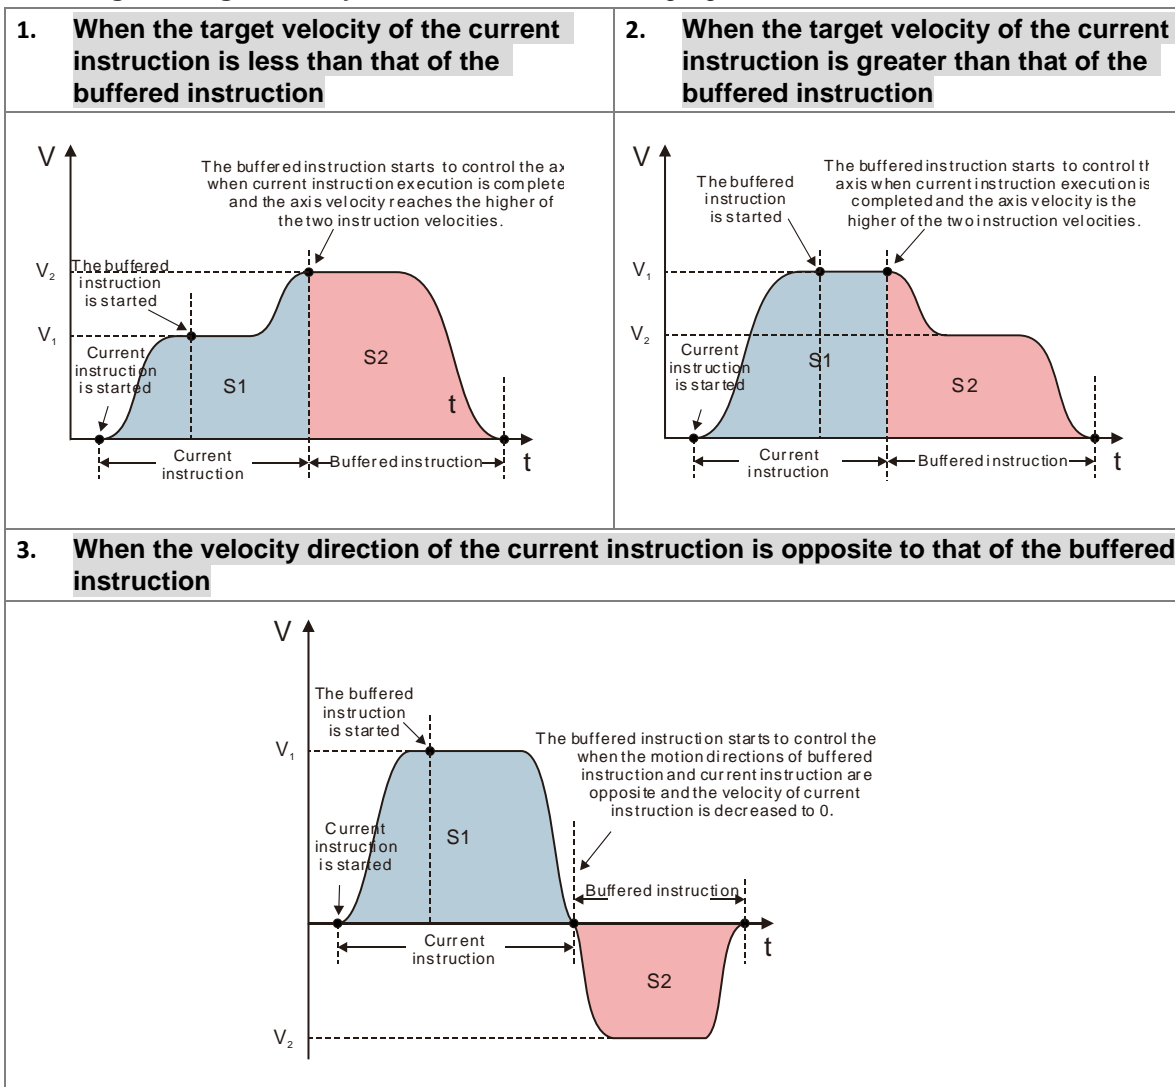 1. When the target velocity of the current
instruction is less than that of the
buffered instruction
2. When the target velocity of the current
instruction is greater than that of the
buffered instruction
V
The buffered instruction starts to control the ax
when current instruction execution is complete
and the axis velocity reaches the higher of
the two instruction velocities.
V2
The buffered
instruction
is started
V1
Current
instruction
is started
S1
S2
t
Current
instruction
Buffered instruction
t
V
The buffered
instruction
is started
The buffered instruction starts to control th
axis when current instruction execution is
completed and the axis velocity is the
higher of the two instruction velocities.
V1
V2
Current
instruction
is started
S1
S2
Current
instruction
Buffered instruction
t
3. When the velocity direction of the current instruction is opposite to that of the buffered
instruction
V
The buffered
instruction
is started
V1
The buffered instruction starts to control the
when the motion directions of buffered
instruction and current instruction are
opposite and the velocity of current
instruction is decreased to 0.
Current
instruction
is started
S1
Buffered instruction
Current
instruction
t
S2
V2